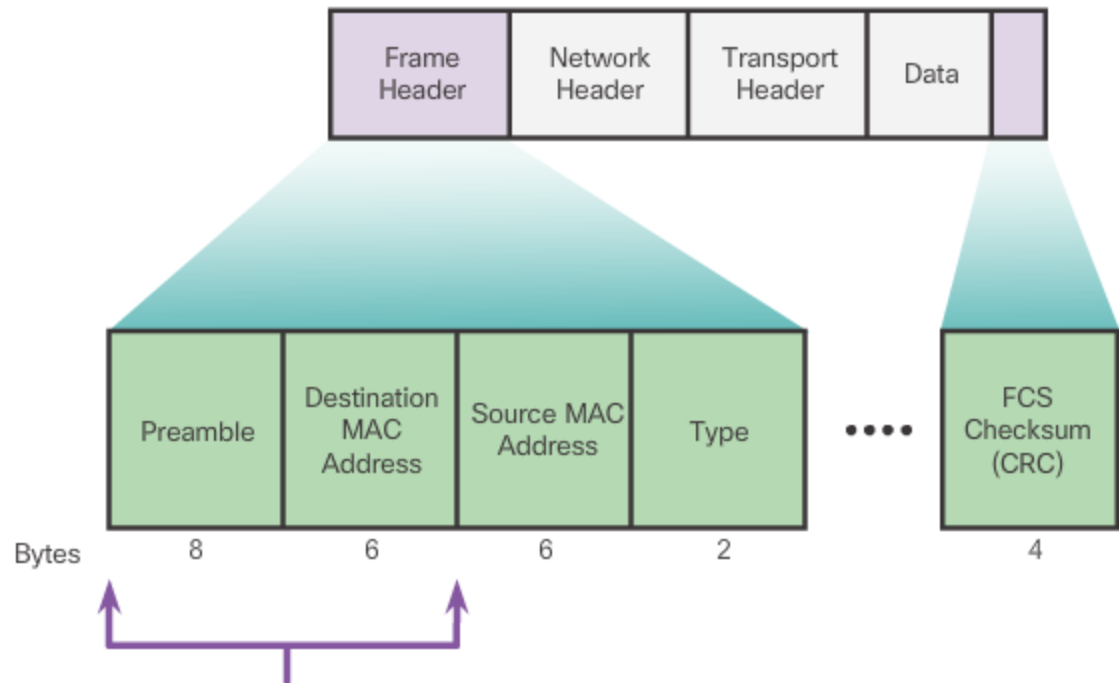 Frame
Header
Network
Header
Transport
Header
Data
Preamble
Destination
MAC
Address
Source MAC
Address
Type
FCS
Checksum
(CRC)
Bytes
8
6
6
2
4